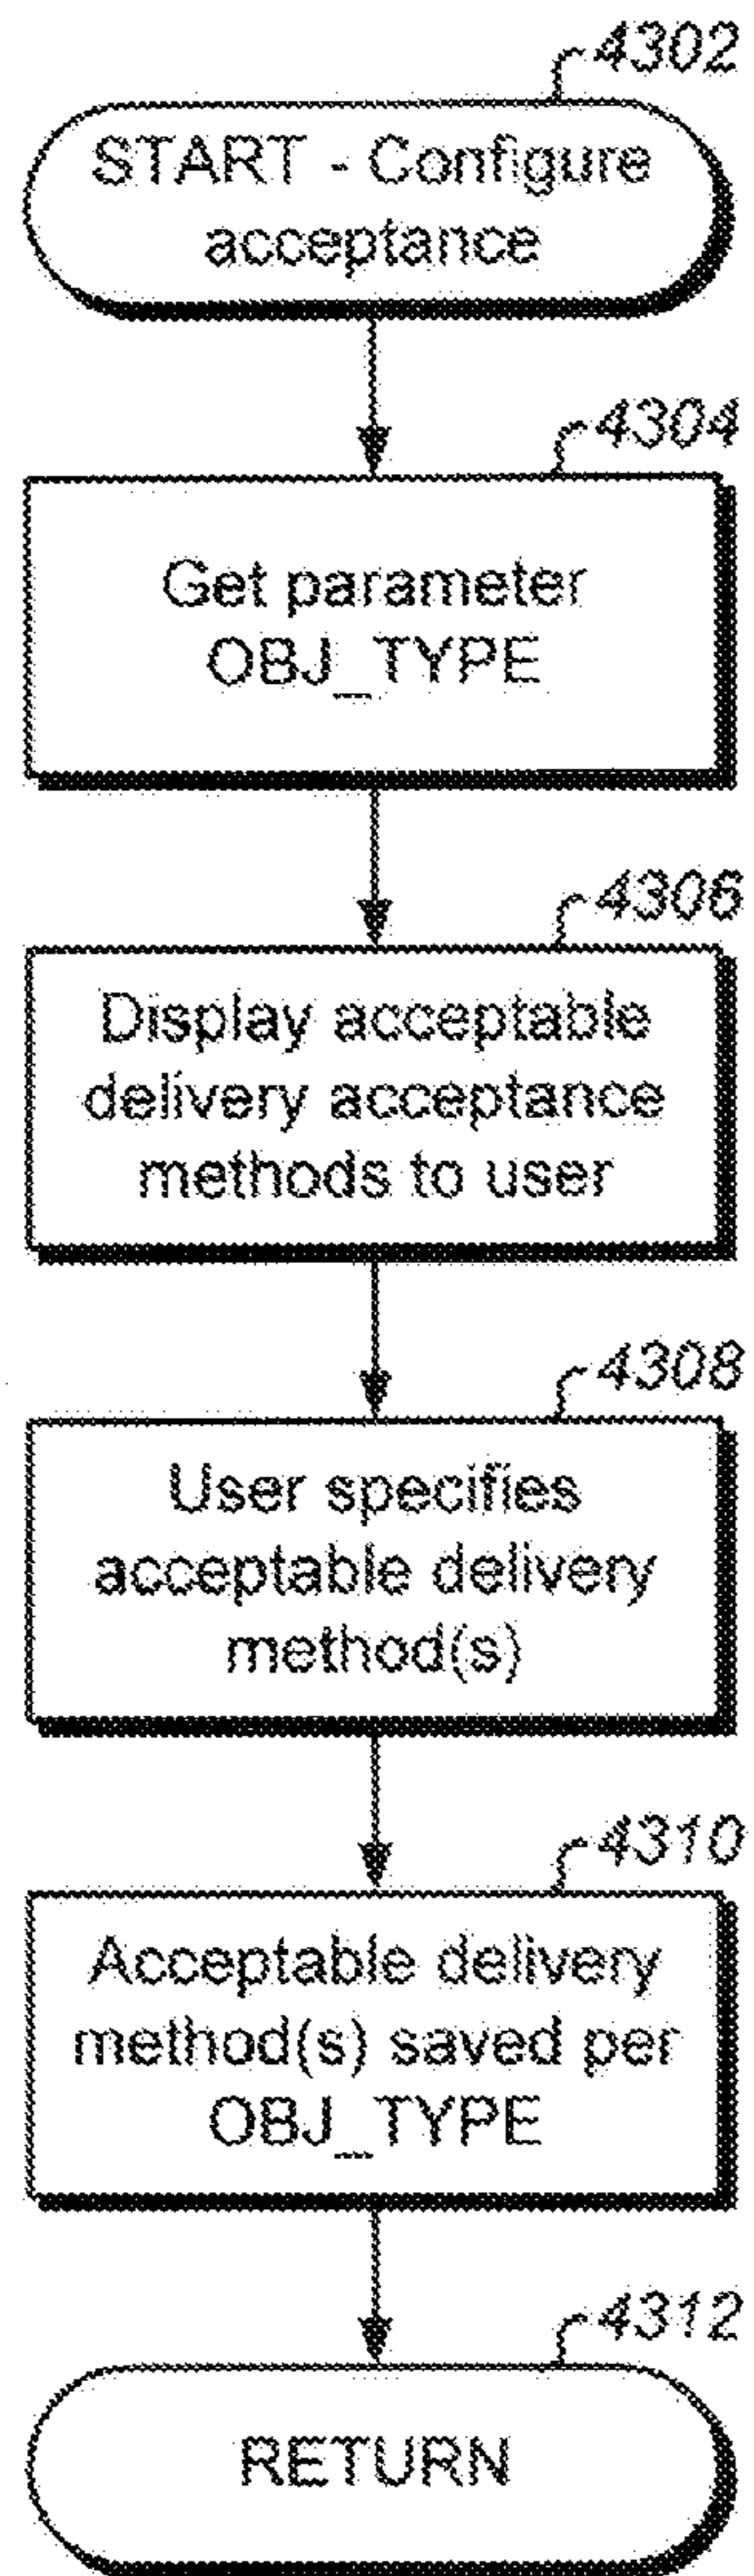 4302
START - Configure
acceptance
4304
Get parameter
OBJ_TYPE
4306
Display acceptable
delivery acceptance
methods to user
4308
User specifies
acceptable delivery
method(s)
4310
Acceptable delivery
method(s) saved per
OBJ_TYPE
4312
RETURN